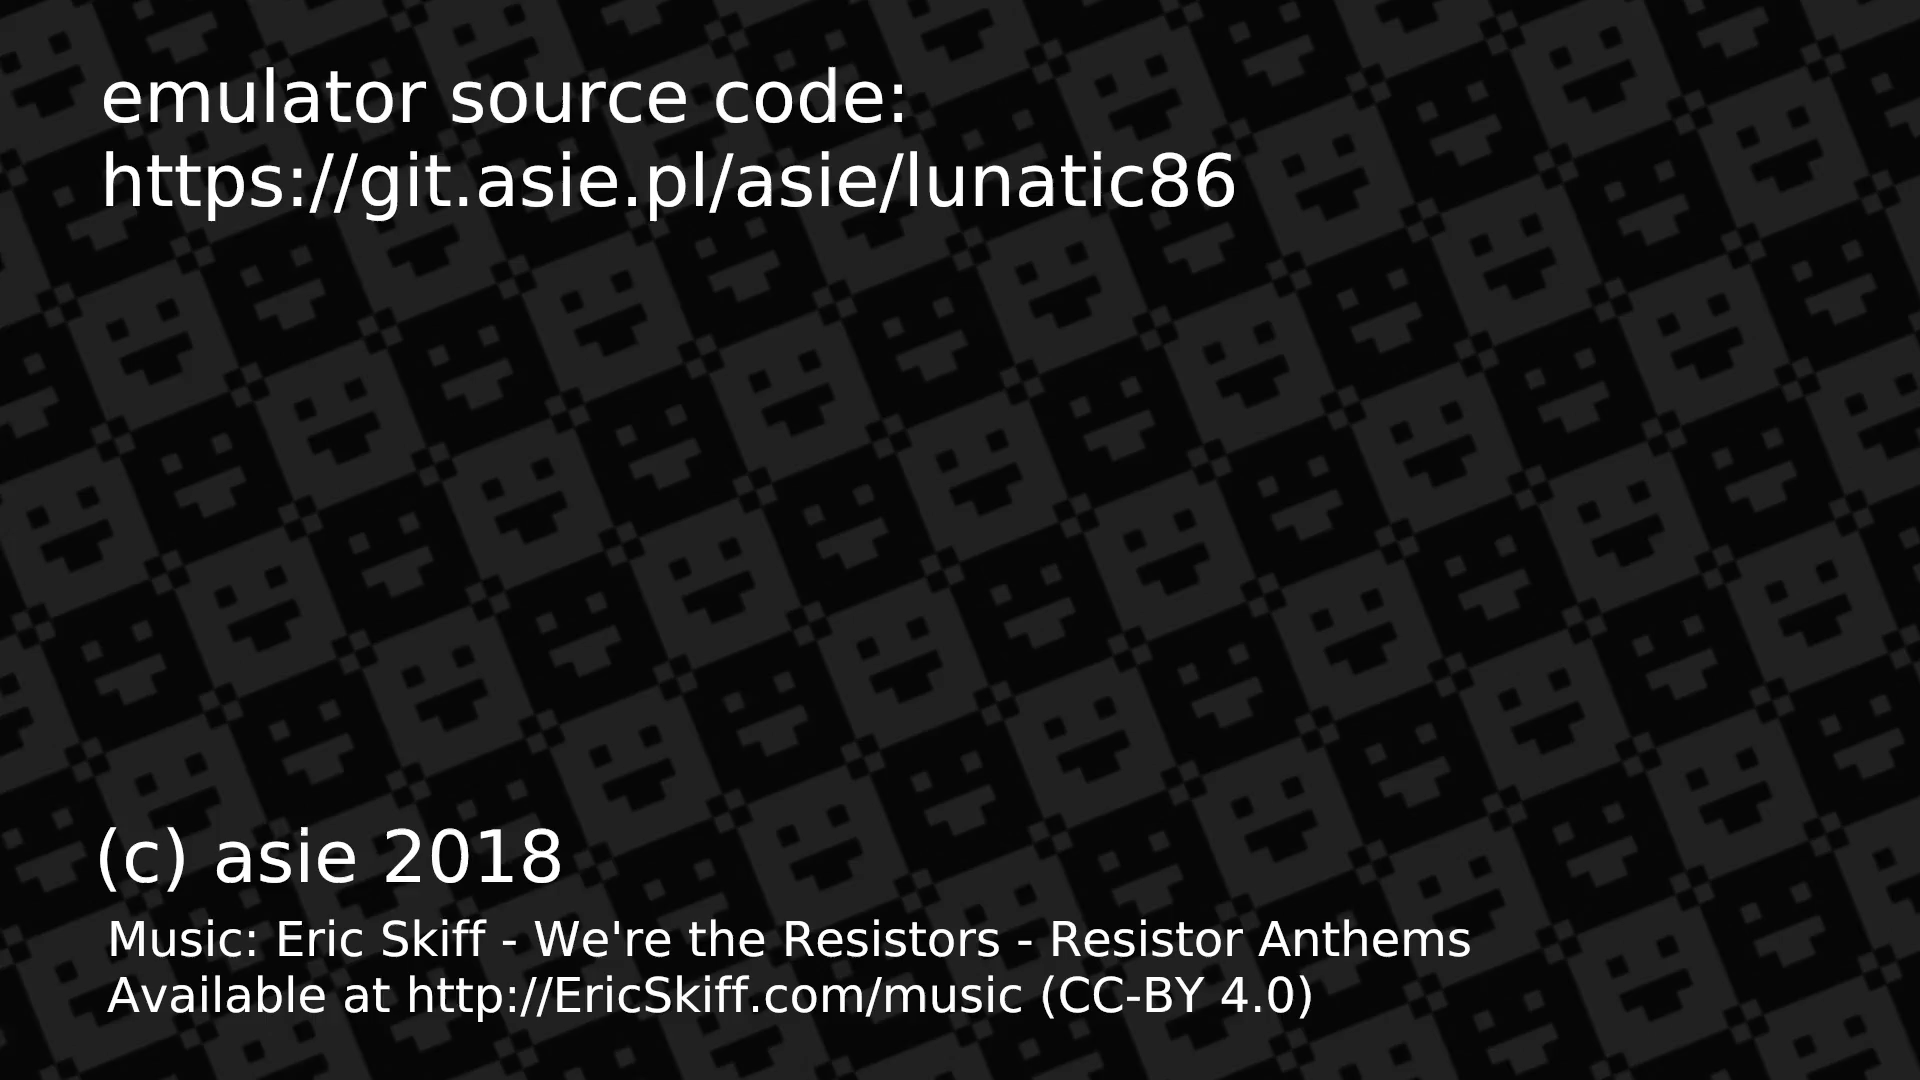 emulator source code:
https://git.asie.pl/asie/lunatic86
(c) asie 2018
Music: Eric Skiff - We're the Resistors - Resistor Anthems
Available at http://EricSkiff.com/music (CC-BY 4.0)